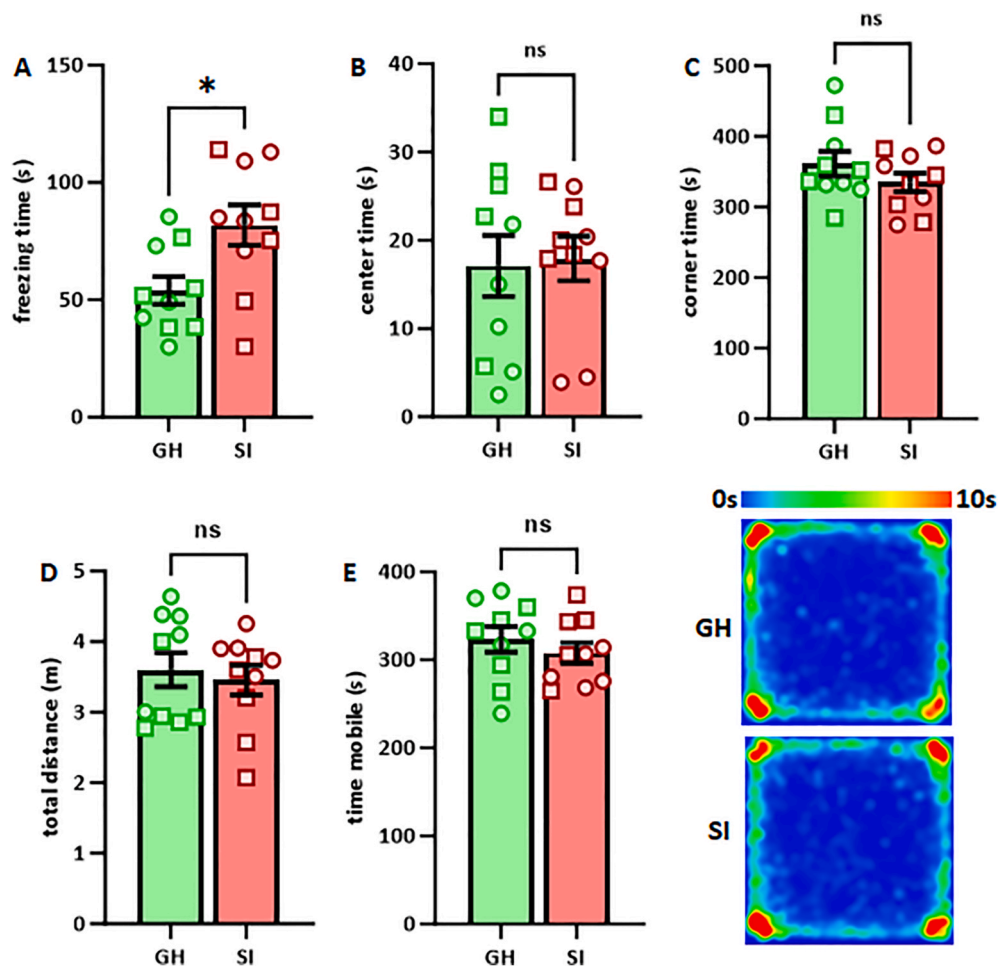 A
freezing time (s)
150
100
50
0
*
GH
SI
B
center time (s)
40
30
20
10
0
ns
GH
SI
C
corner time (s)
500
400
300
200
100
0
ns
GH
SI
D
total distance (m)
5
4
3
2
1
0
ns
GH
SI
E
time mobile (s)
400
300
200
100
0
ns
GH
SI
0s 10s
GH
SI